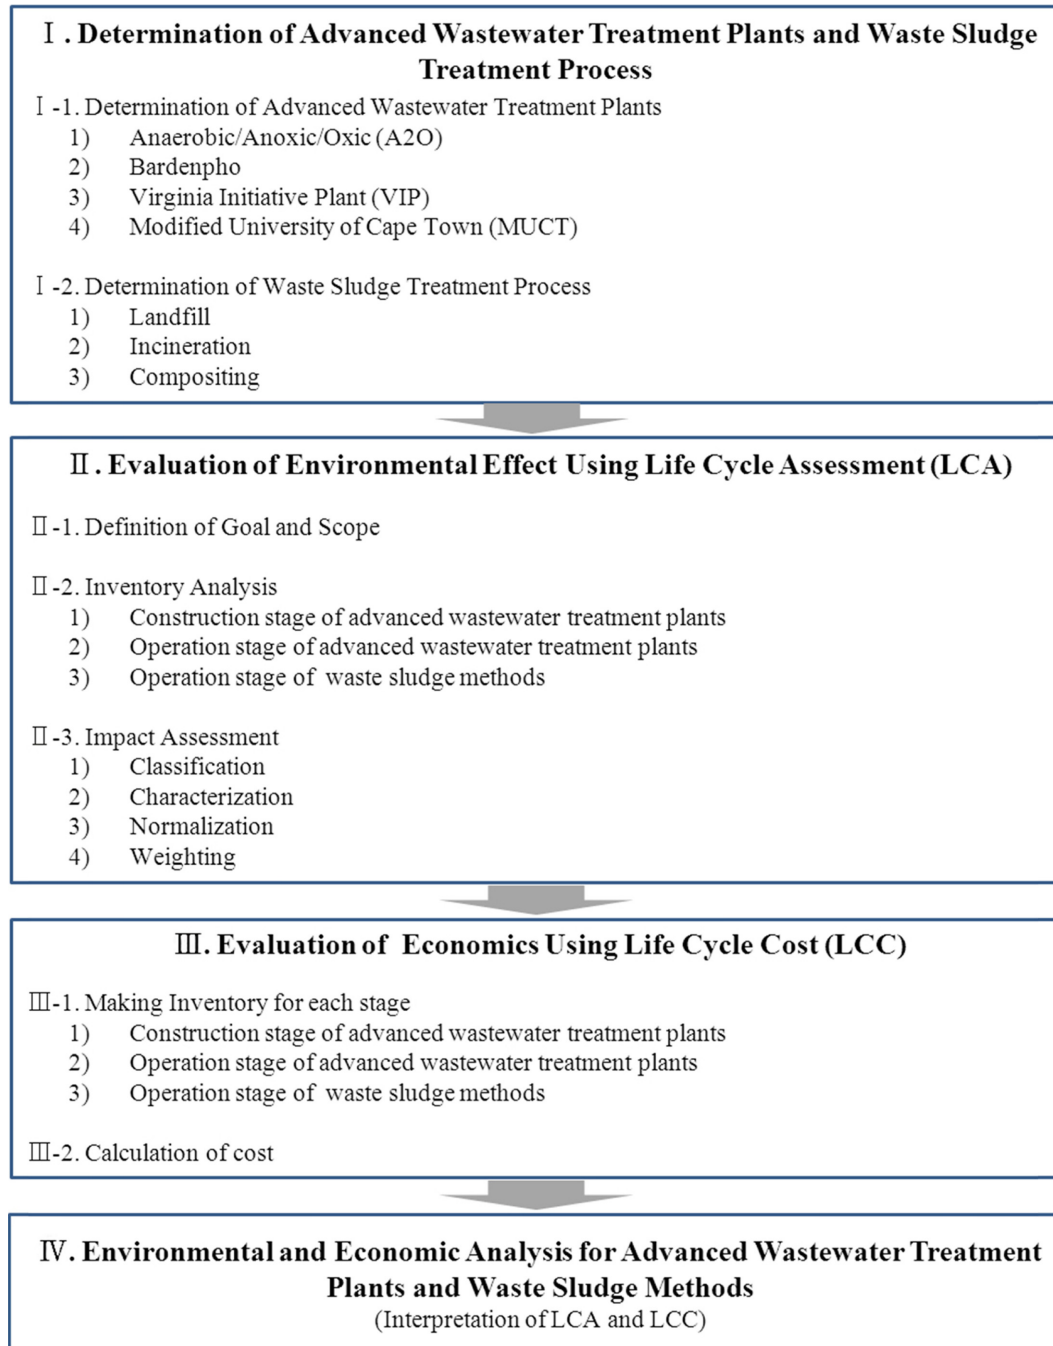 Ⅰ. Determination of Advanced Wastewater Treatment Plants and Waste Sludge
Treatment Process
Ⅰ-1. Determination of Advanced Wastewater Treatment Plants
1) Anaerobic/Anoxic/Oxic (A2O)
2) Bardenpho
3) Virginia Initiative Plant (VIP)
4) Modified University of Cape Town (MUCT)
Ⅰ-2. Determination of Waste Sludge Treatment Process
1) Landfill
2) Incineration
3) Compositing
Ⅱ. Evaluation of Environmental Effect Using Life Cycle Assessment (LCA)
Ⅱ-1. Definition of Goal and Scope
Ⅱ-2. Inventory Analysis
1) Construction stage of advanced wastewater treatment plants
2) Operation stage of advanced wastewater treatment plants
3) Operation stage of waste sludge methods
Ⅱ-3. Impact Assessment
1) Classification
2) Characterization
3) Normalization
4) Weighting
Ⅲ. Evaluation of Economics Using Life Cycle Cost (LCC)
Ⅲ-1. Making Inventory for each stage
1) Construction stage of advanced wastewater treatment plants
2) Operation stage of advanced wastewater treatment plants
3) Operation stage of waste sludge methods
Ⅲ-2. Calculation of cost
Ⅳ. Environmental and Economic Analysis for Advanced Wastewater Treatment
Plants and Waste Sludge Methods
(Interpretation of LCA and LCC)